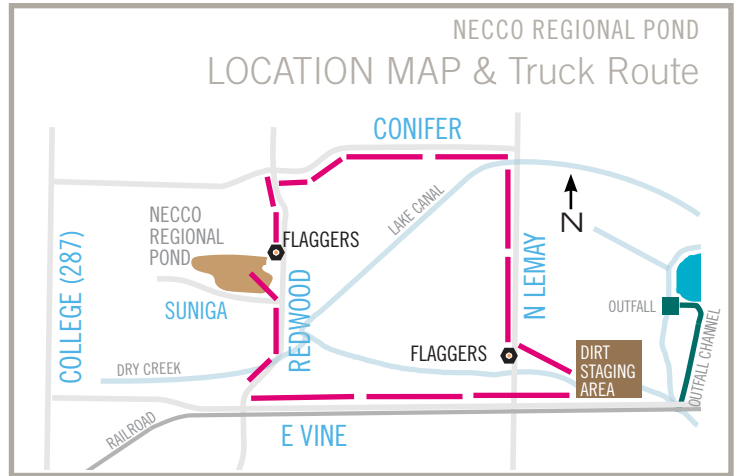 NECCO REGIONAL POND
LOCATION MAP & Truck Route
CONIFER
NECCO
REGIONAL
POND
FLAGGERS
LAKE CANAL
N
COLLEGE (287)
SUNIGA
REDWOOD
N LEMAY
OUTFALL
OUTFALL CHANNEL
FLAGGERS
DIRT
STAGING
AREA
DRY CREEK
RAILROAD
E VINE